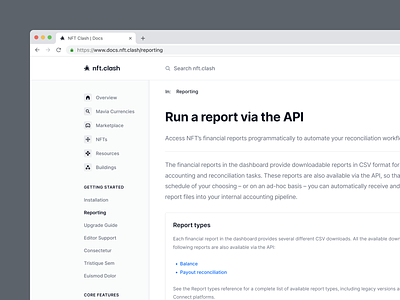 NFT Clash | Docs
https://www.docs.nft.clash/reporting
nft.clash
Search nft.clash
Overview
Mavia Currencies
Marketplace
NFTs
Resources
Buildings
GETTING STARTED
Installation
Reporting
Upgrade Guide
Editor Support
Consectetur
Tristique Sem
Euismod Dolor
CORE FEATURES
Reporting
Run a report via the API
Access NFT's financial reports programmatically to automate your reconciliation workflo
The financial reports in the dashboard provide downloadable reports in CSV format for
accounting and reconciliation tasks. These reports are also available via the API, so tha
schedule of your choosing – or on an ad-hoc basis – you can automatically receive and
report files into your internal accounting pipeline.
Report types
Each financial report in the dashboard provides several different CSV downloads. All the available down
following reports are also available via the API:
Balance
Payout reconciliation
See the Report types reference for a complete list of available report types, including legacy versions a
Connect platforms.